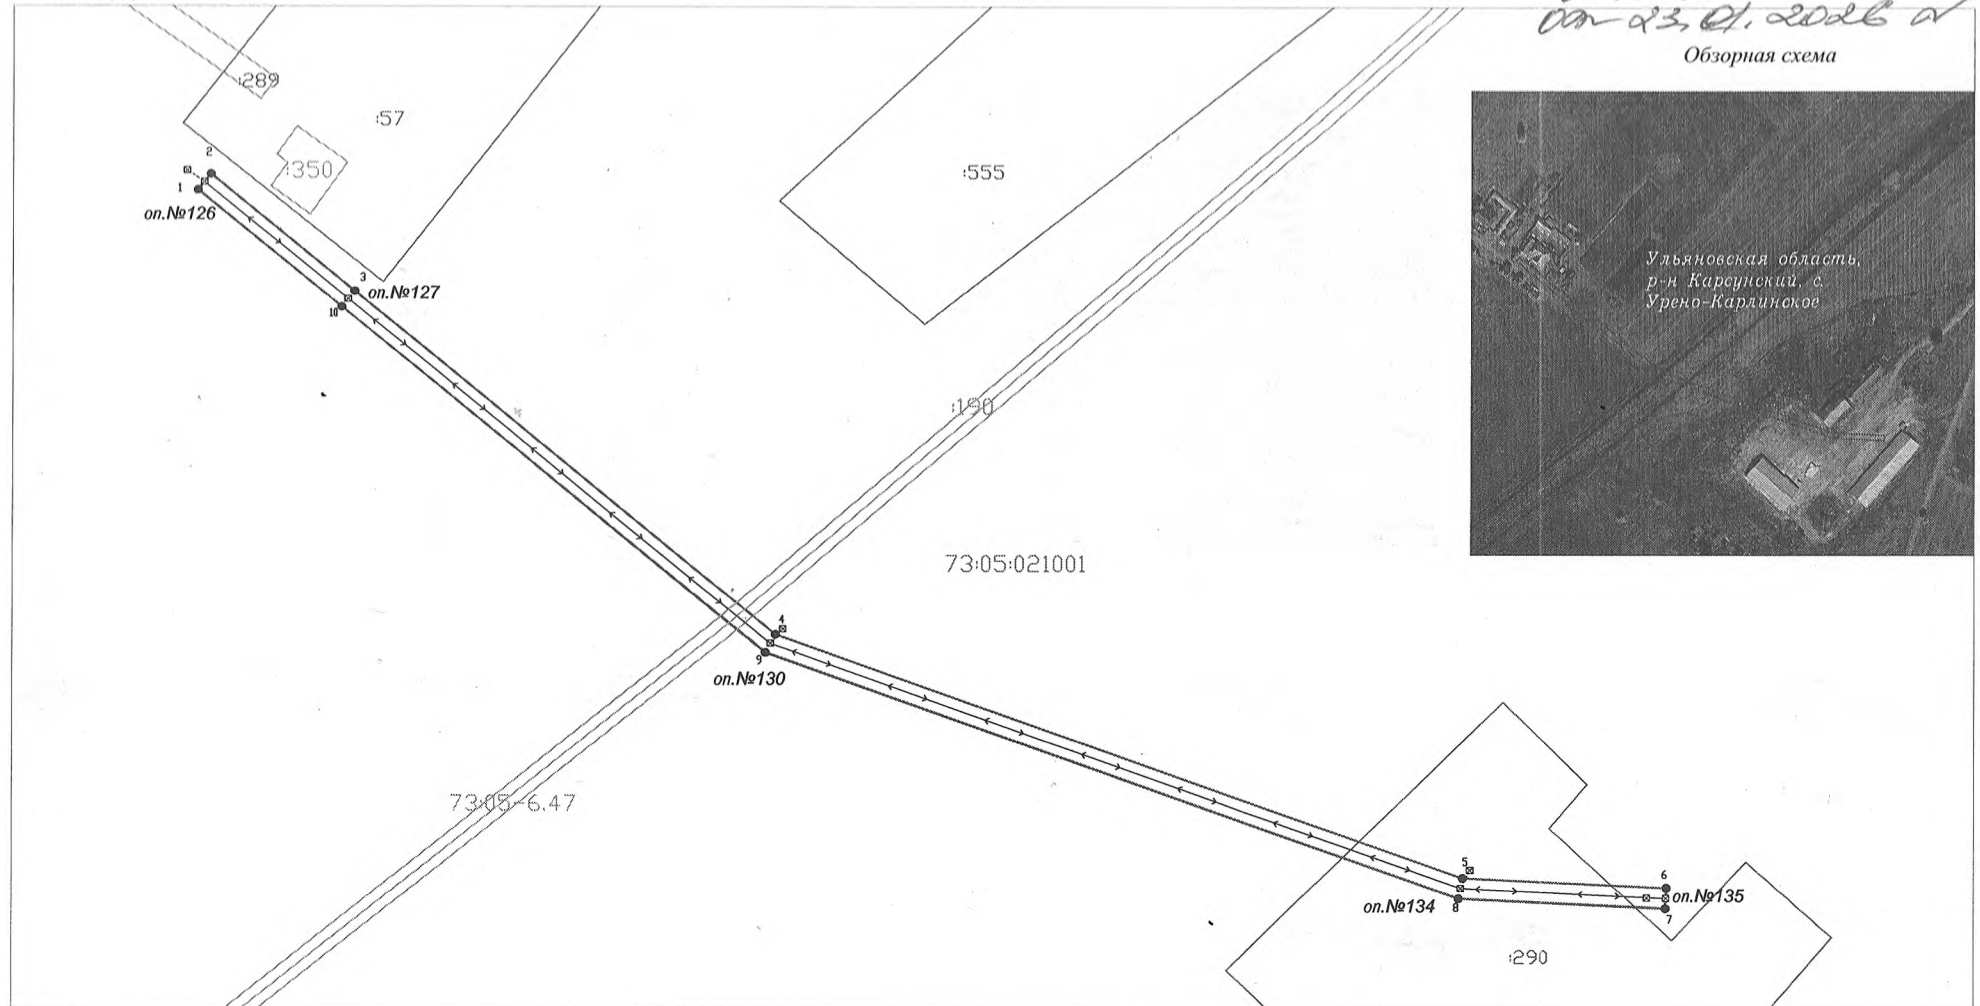 от 23.01.2026 №
Обзорная схема
:289
:57
:350
:555
2
1
оп.№126
3
оп.№127
10
Ульяновская область,
р-н Карсунский, с.
Урено-Карлинское
:190
73:05:021001
4
9
оп.№130
73:05-6.47
5
6
оп.№134
8
оп.№135
7
:290